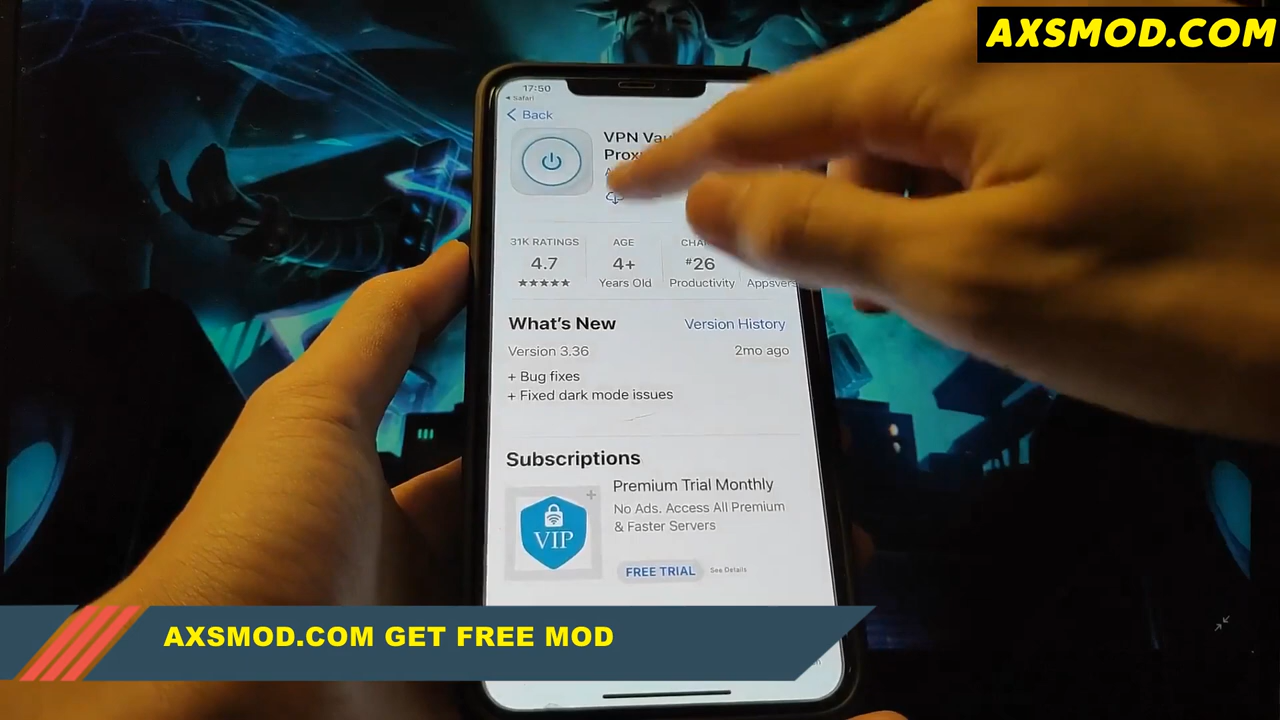 AXSMOD.COM
17:50
Safari
Back
VPN
31K RATINGS
AGE
4.7
4+
#26
Years Old
Productivity
What's New
Version History
Version 3.36
2mo ago
+ Bug fixes
+ Fixed dark mode issues
Subscriptions
Premium Trial Monthly
No Ads. Access All Premium
& Faster Servers
VIP
FREE TRIAL
See Details
AXSMOD.COM GET FREE MOD